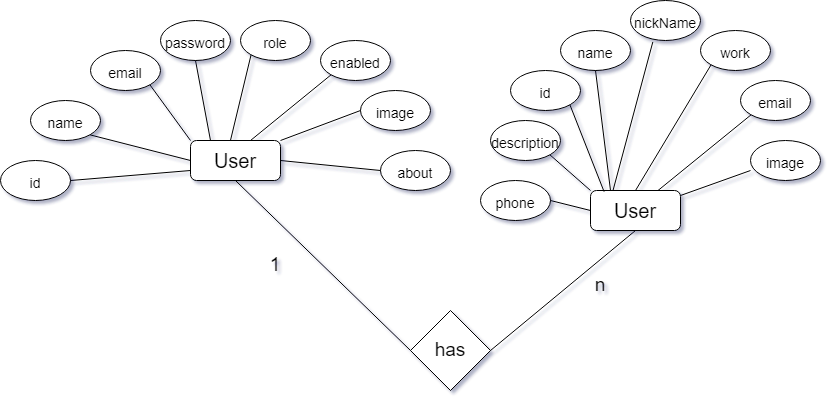 password
role
email
enabled
name
image
User
id
about
nickName
name
work
id
email
description
image
phone
User
1
n
has